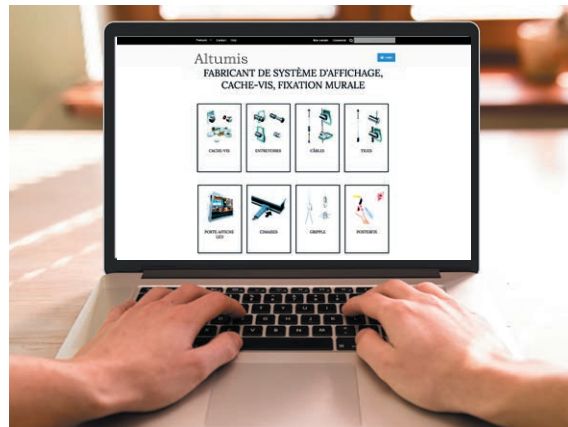 Altumis
FABRICANT DE SYSTÈME D'AFFICHAGE,
CACHE-VIS, FIXATION MURALE
CACHE-VIS
ENTRETOISES
CÂBLES
TIGES
PORTE-AFFICHE
LED
CIMAISES
GRIPPLE
POSTERFIX